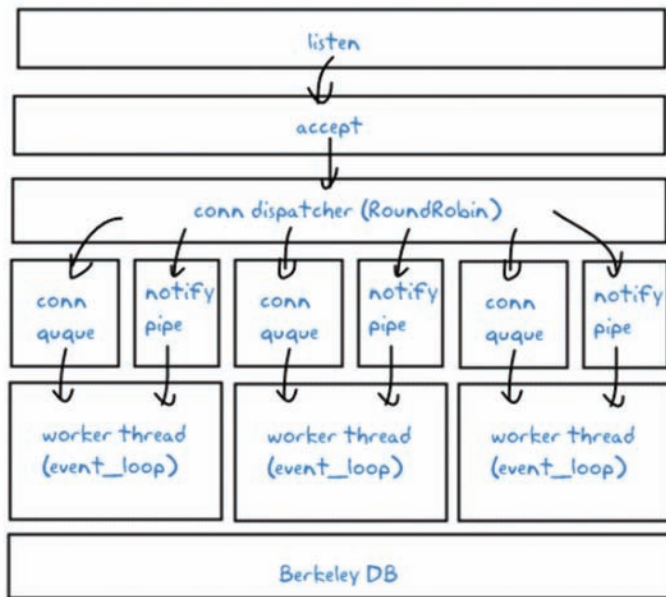 listen
accept
conn dispatcher (RoundRobin)
conn
quque
notify
pipe
conn
quque
notify
pipe
conn
quque
notify
pipe
worker thread
(event_loop)
worker thread
(event_loop)
worker thread
(event_loop)
Berkeley DB